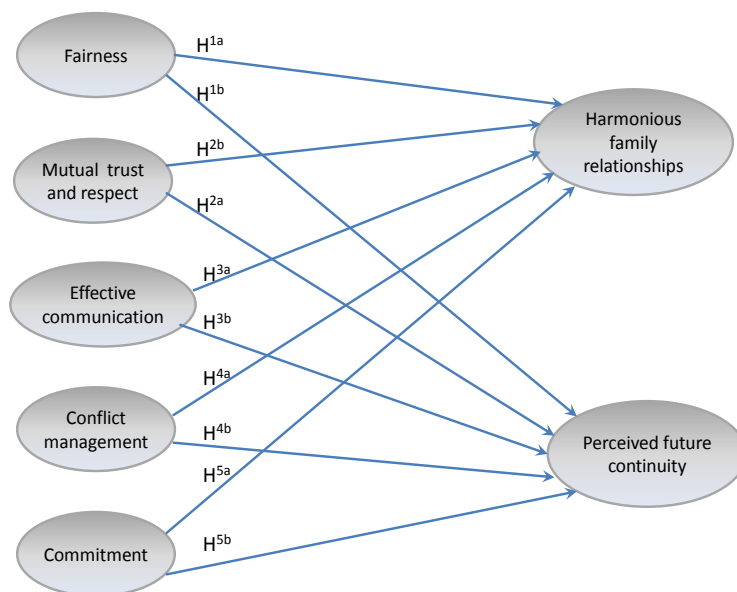 Fairness
H1a
H1b
Harmonious
family
relationships
Mutual trust
and respect
H2b
H2a
Effective
communication
H3a
H3b
Conflict
management
H4a
H4b
Perceived future
continuity
Commitment
H5a
H5b